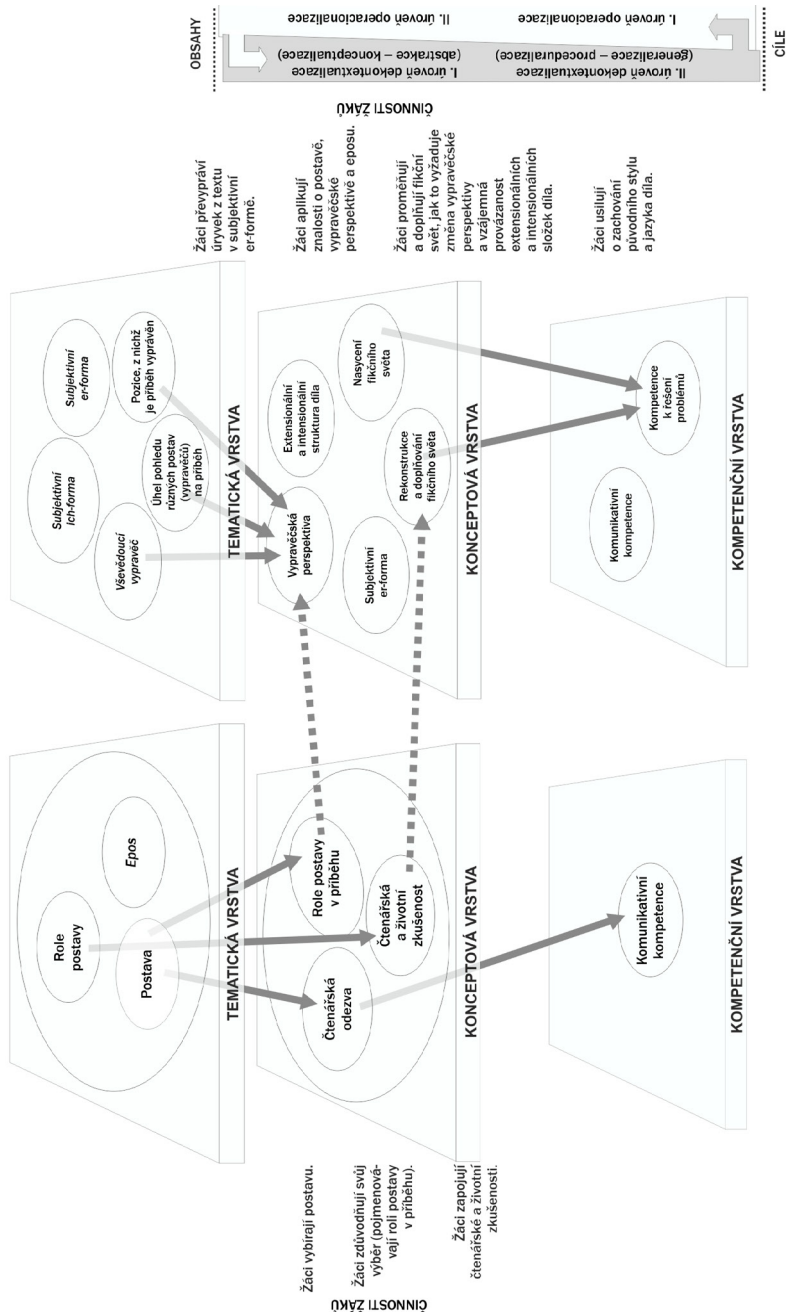 ČINNOSTI ŽÁKŮ
Žáci vybírají postavu.
Žáci zdůvodňují svůj
výběr (pojmenová-
vají roli postavy
v příběhu).
Žáci zapojují
čtenářské a životní
zkušenosti.
Role
postavy
Postava
Epos
TEMATICKÁ VRSTVA
Čtenářská
odezva
Role postavy
v příběhu
Čtenářská
a životní
zkušenost
KONCEPTOVÁ VRSTVA
Komunikativní
kompetence
KOMPETENČNÍ VRSTVA
Subjektivní
Ich-forma
Subjektivní
er-forma
Vševědoucí
vypravěč
Úhel pohledu
různých postav
(vypravěčů)
na příběh
Pozice, z nichž
je příběh vyprávěn
TEMATICKÁ VRSTVA
Vypravěčská
perspektiva
Extensionální
a intensionální
struktura díla
Subjektivní
er-forma
Rekonstrukce
a doplňování
fikčního světa
Nasycení
fikčního
světa
KONCEPTOVÁ VRSTVA
Komunikativní
kompetence
Kompetence
k řešení
problémů
KOMPETENČNÍ VRSTVA
Žáci převypráví
úryvek z textu
v subjektivní
er-formě.
Žáci aplikují
znalosti o postavě,
vypravěčské
perspektivě a eposu.
Žáci proměňují
a doplňují fikční
svět, jak to vyžaduje
změna vypravěčské
perspektivy
a vzájemná
provázanost
extensionálních
a intensionálních
složek díla.
Žáci usilují
o zachování
původního stylu
a jazyka díla.
ČINNOSTI ŽÁKŮ
OBSAHY
I. úroveň dekontextualizace
(abstrakce – konceptualizace)
II. úroveň dekontextualizace
(generalizace – proceduralizace)
II. úroveň operacionalizace
I. úroveň operacionalizace
CÍLE